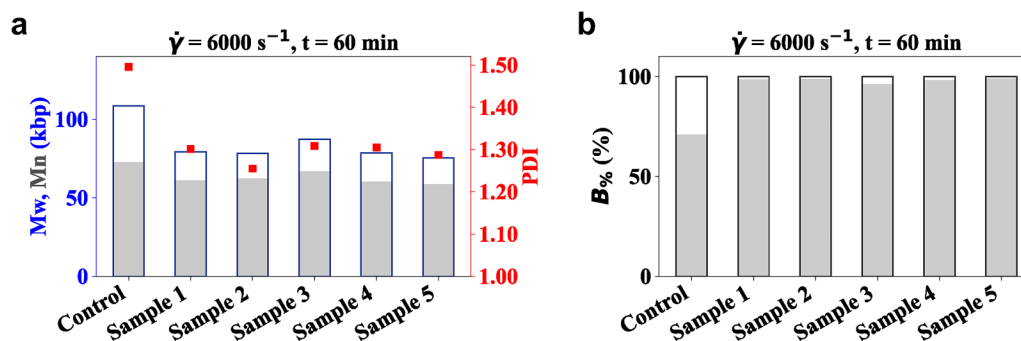 a
γ̇ = 6000 s⁻¹, t = 60 min
Mw, Mn (kbp)
100
50
0
1.50
1.40
1.30
1.20
1.10
1.00
PDI
Control
Sample 1
Sample 2
Sample 3
Sample 4
Sample 5
b
γ̇ = 6000 s⁻¹, t = 60 min
B% (%)
100
50
0
Control
Sample 1
Sample 2
Sample 3
Sample 4
Sample 5